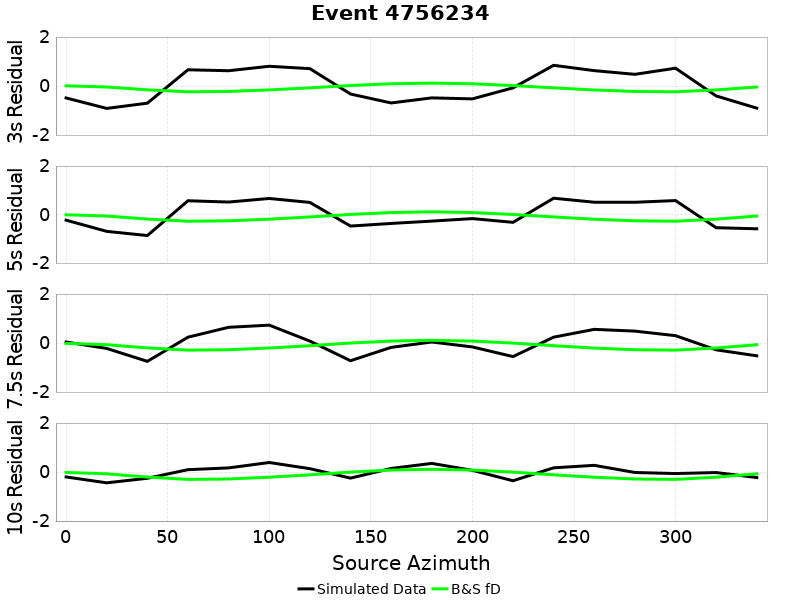 Event 4756234
3s Residual
2
0
-2
5s Residual
2
0
-2
7.5s Residual
2
0
-2
10s Residual
2
0
-2
0 50 100 150 200 250 300
Source Azimuth
Simulated Data B&S fD